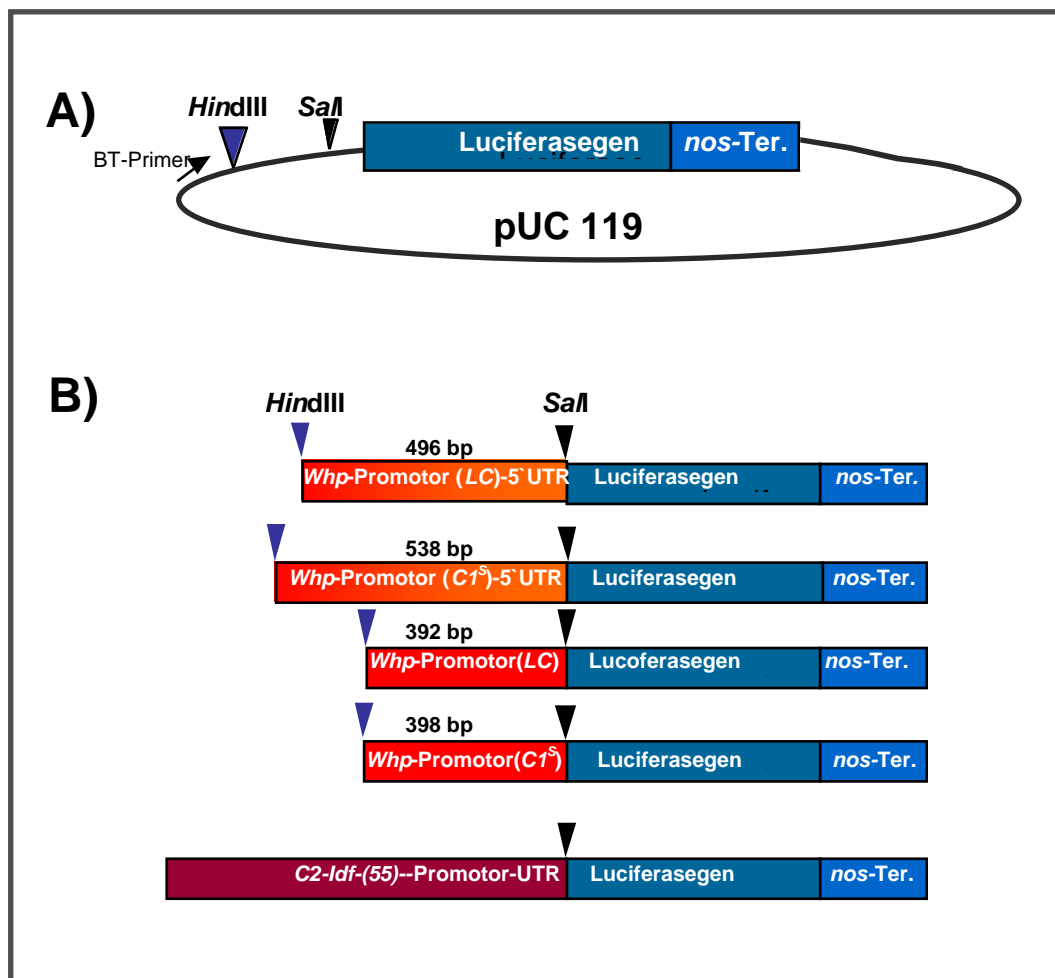 A)
HindIII
SalI
BT-Primer
Luciferasegen
nos-Ter.
pUC 119
B)
HindIII
SalI
496 bp
Whp-Promotor (LC)-5`UTR
Luciferasegen
nos-Ter.
538 bp
Whp-Promotor (C1S)-5`UTR
Luciferasegen
nos-Ter.
392 bp
Whp-Promotor(LC)
Lucoferasegen
nos-Ter.
398 bp
Whp-Promotor(C1S)
Luciferasegen
nos-Ter.
C2-Idf-(55)--Promotor-UTR
Luciferasegen
nos-Ter.